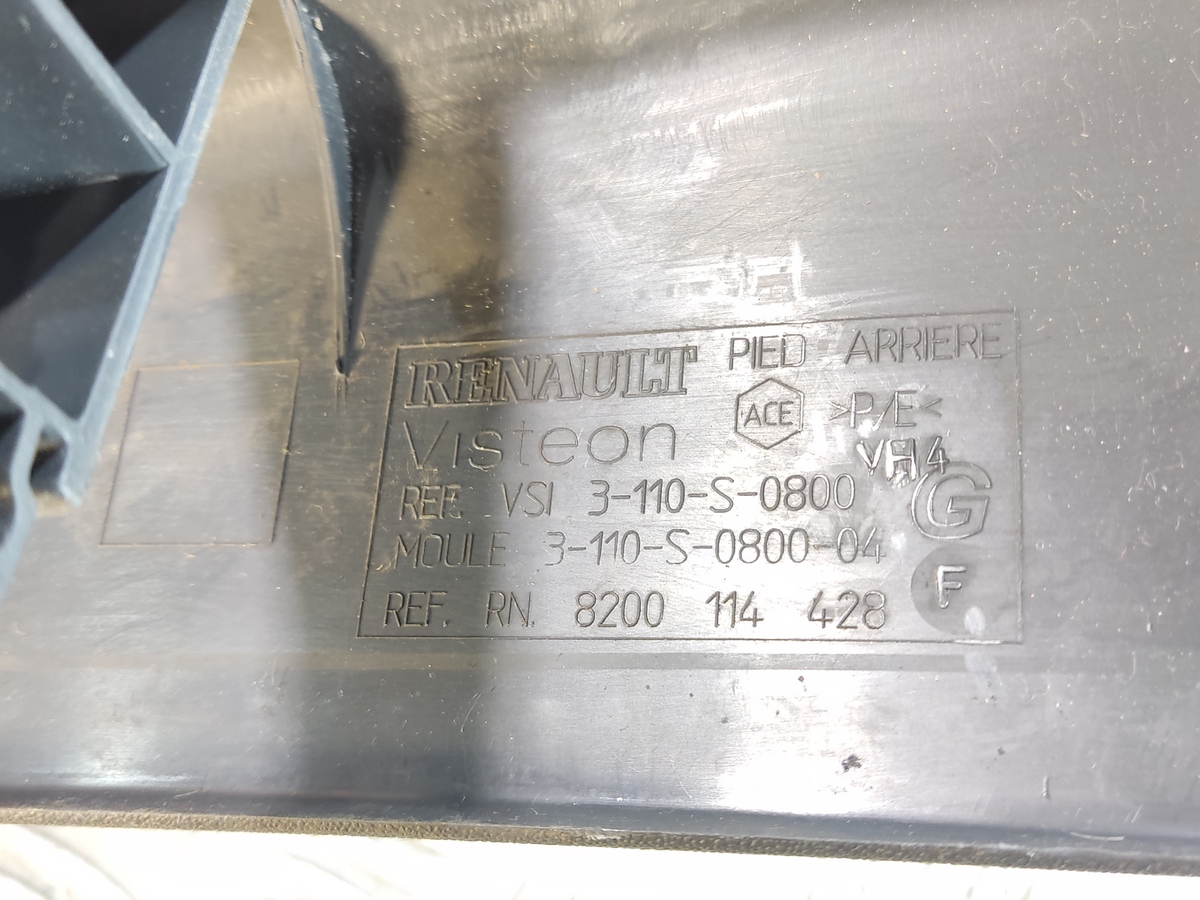 RENAULT PIED ARRIERE
Visteon ACE >P/E<
VH4
REF. VSI 3-110-S-0800 G
MOULE 3-110-S-0800-04
REF. RN. 8200 114 428 F